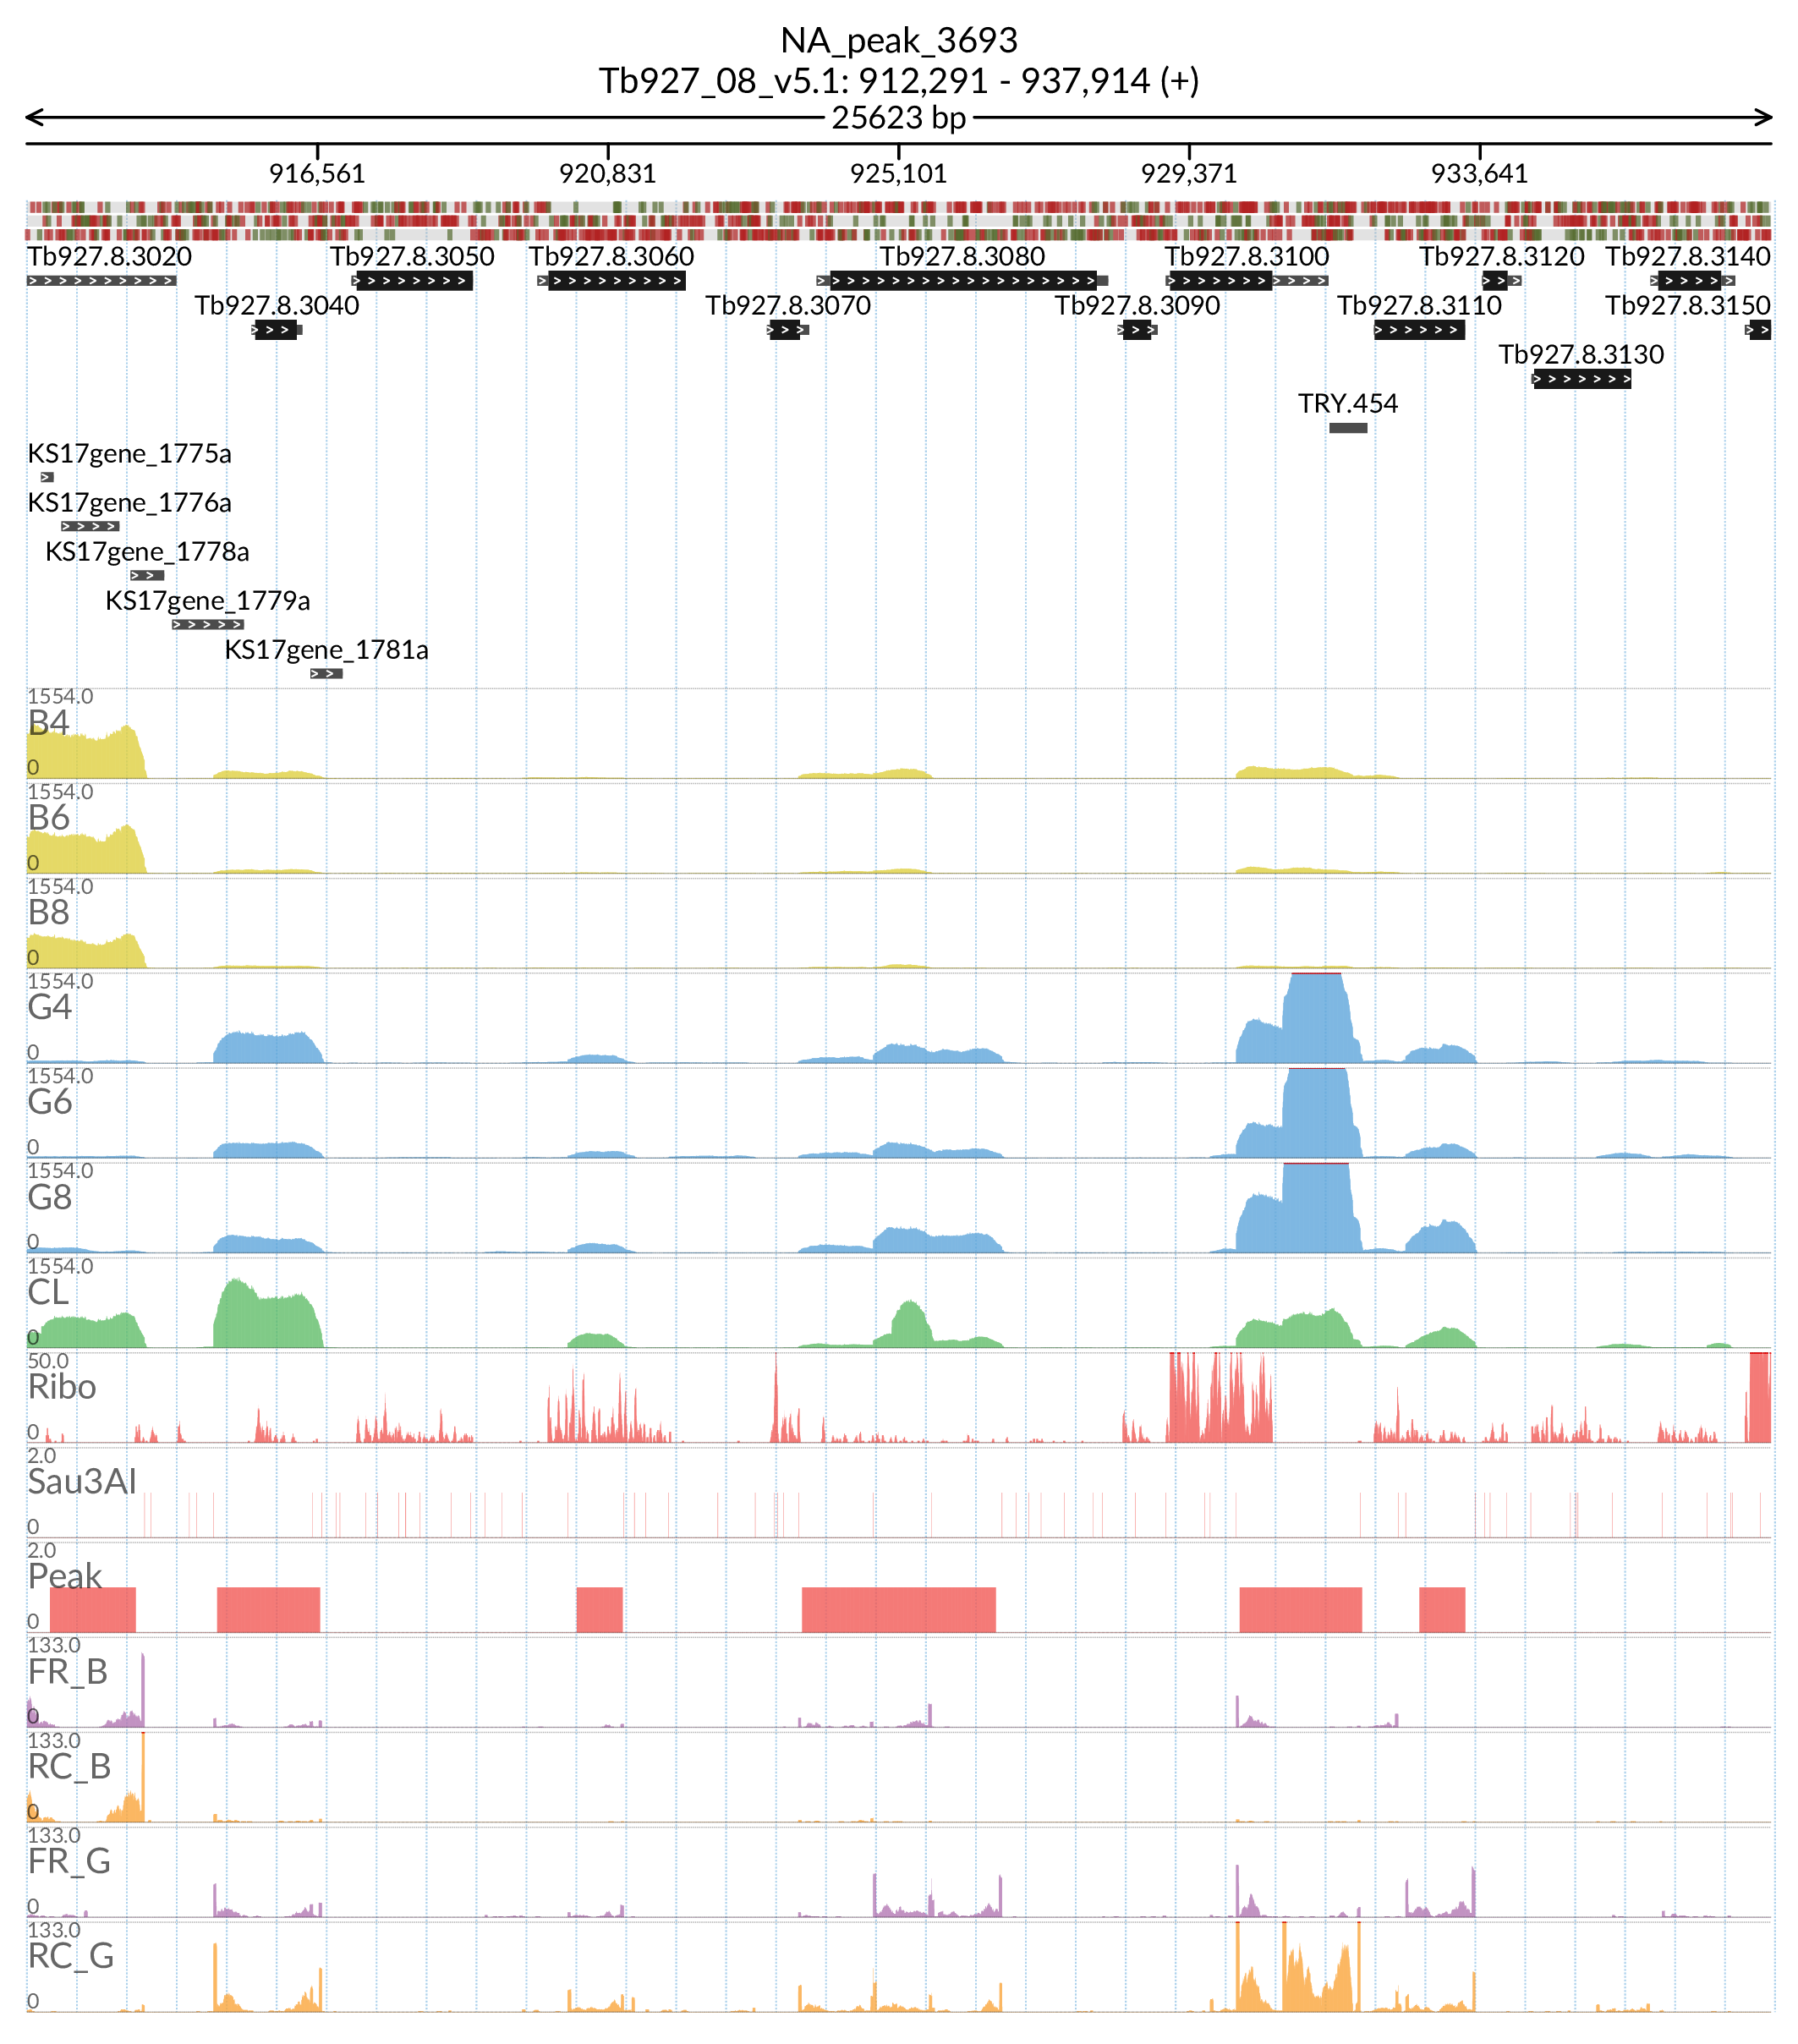 NA_peak_3693
Tb927_08_v5.1: 912,291 - 937,914 (+)
25623 bp
916,561 920,831 925,101 929,371 933,641
Tb927.8.3020 Tb927.8.3050 Tb927.8.3060 Tb927.8.3080 Tb927.8.3100 Tb927.8.3120 Tb927.8.3140
Tb927.8.3040 Tb927.8.3070 Tb927.8.3090 Tb927.8.3110 Tb927.8.3150
Tb927.8.3130
TRY.454
KS17gene_1775a
KS17gene_1776a
KS17gene_1778a
KS17gene_1779a
KS17gene_1781a
1554.0
B4
0
1554.0
B6
0
1554.0
B8
0
1554.0
G4
0
1554.0
G6
0
1554.0
G8
0
1554.0
CL
0
50.0
Ribo
0
2.0
Sau3AI
0
2.0
Peak
0
133.0
FR_B
0
133.0
RC_B
0
133.0
FR_G
0
133.0
RC_G
0